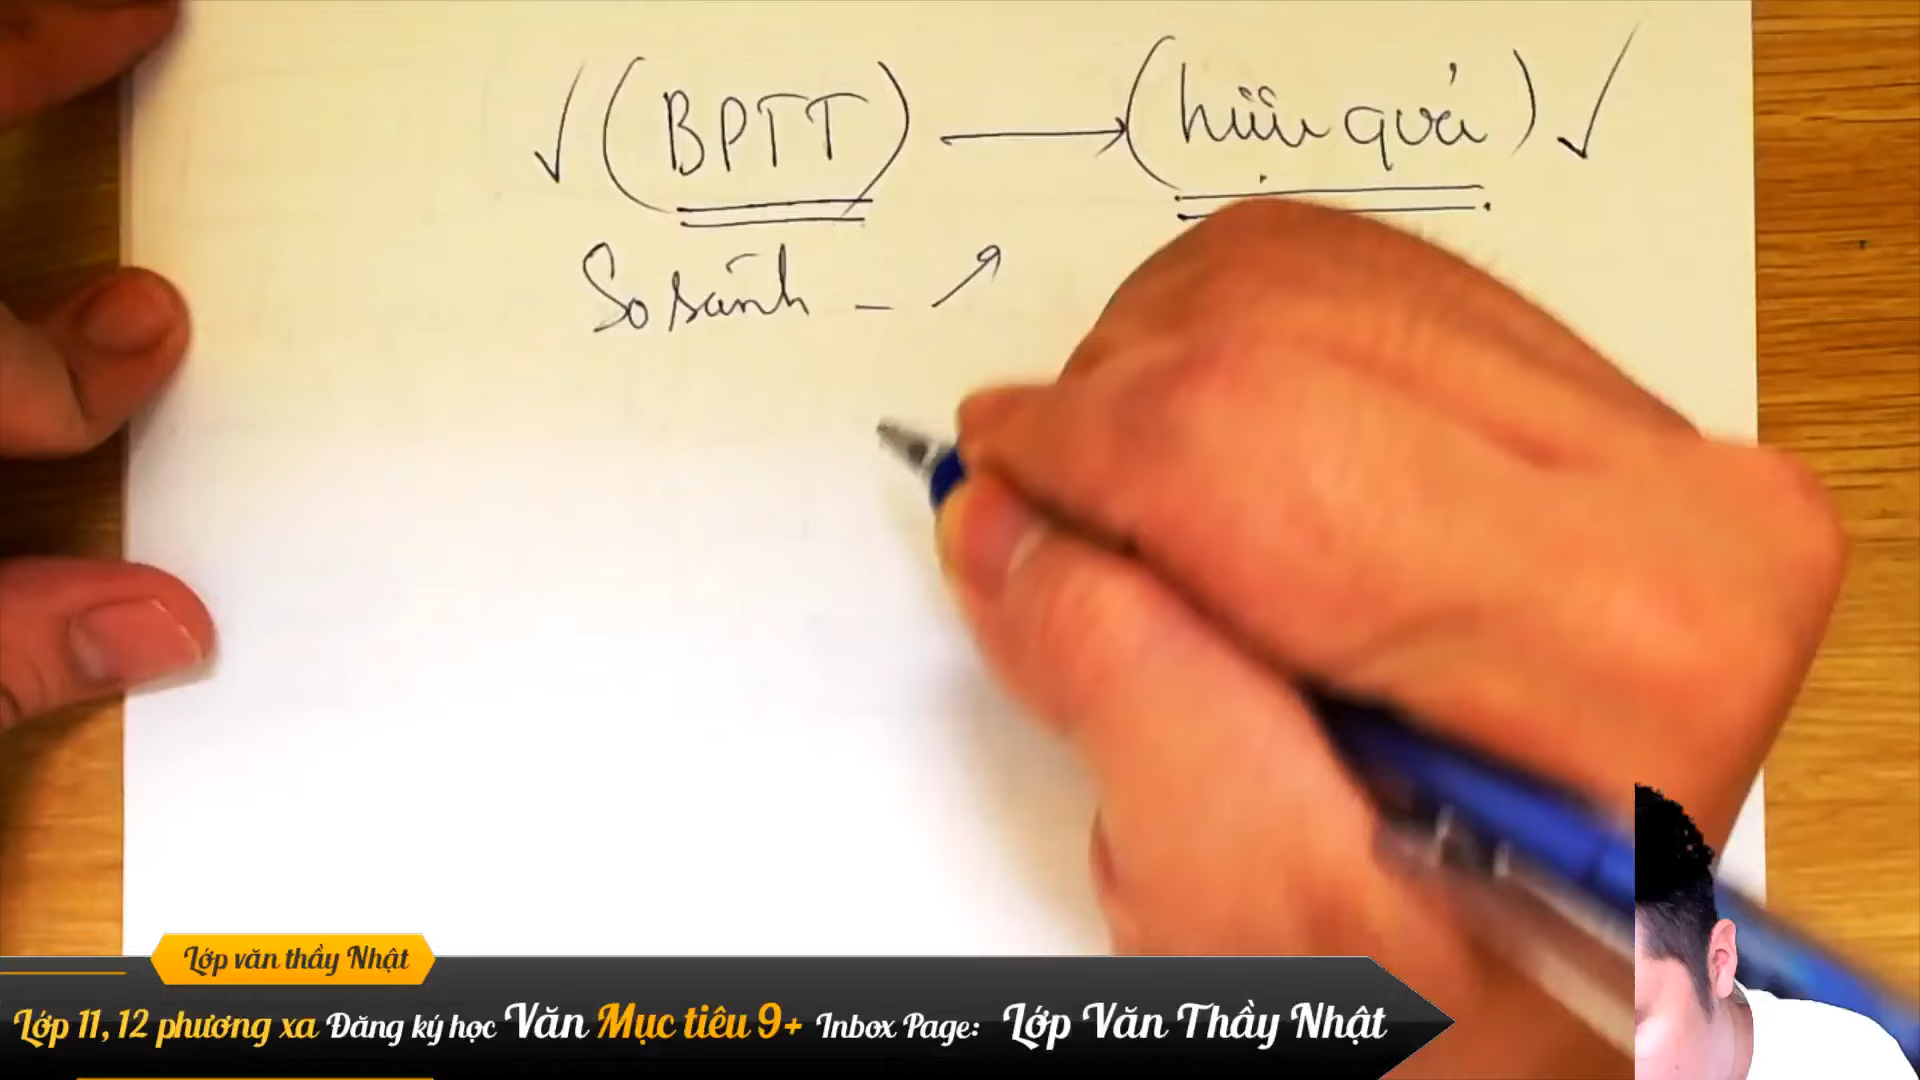 ✓ (BPTT) → (hiệu quả) ✓
So sánh – ↗
Lớp văn thầy Nhật
Lớp 11, 12 phương xa Đăng ký học Văn Mục tiêu 9+ Inbox Page: Lớp Văn Thầy Nhật